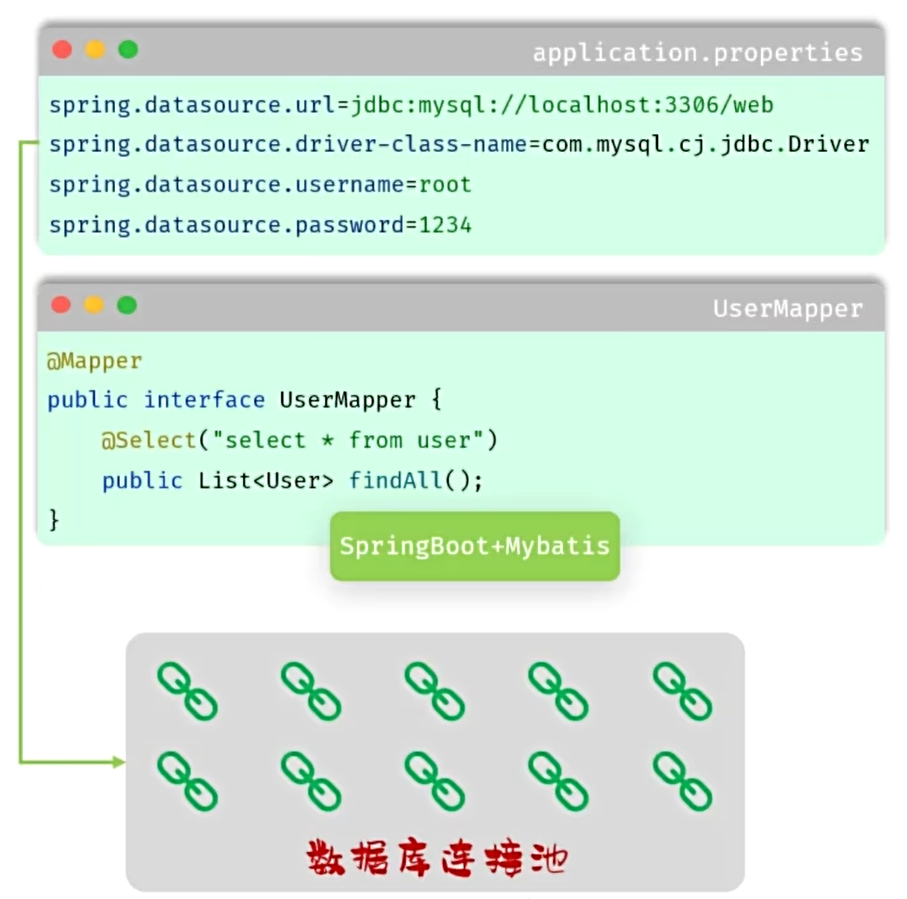 application.properties
spring.datasource.url=jdbc:mysql://localhost:3306/web
spring.datasource.driver-class-name=com.mysql.cj.jdbc.Driver
spring.datasource.username=root
spring.datasource.password=1234
UserMapper
@Mapper
public interface UserMapper {
    @Select("select * from user")
    public List<User> findAll();
}
SpringBoot+Mybatis
数据库连接池